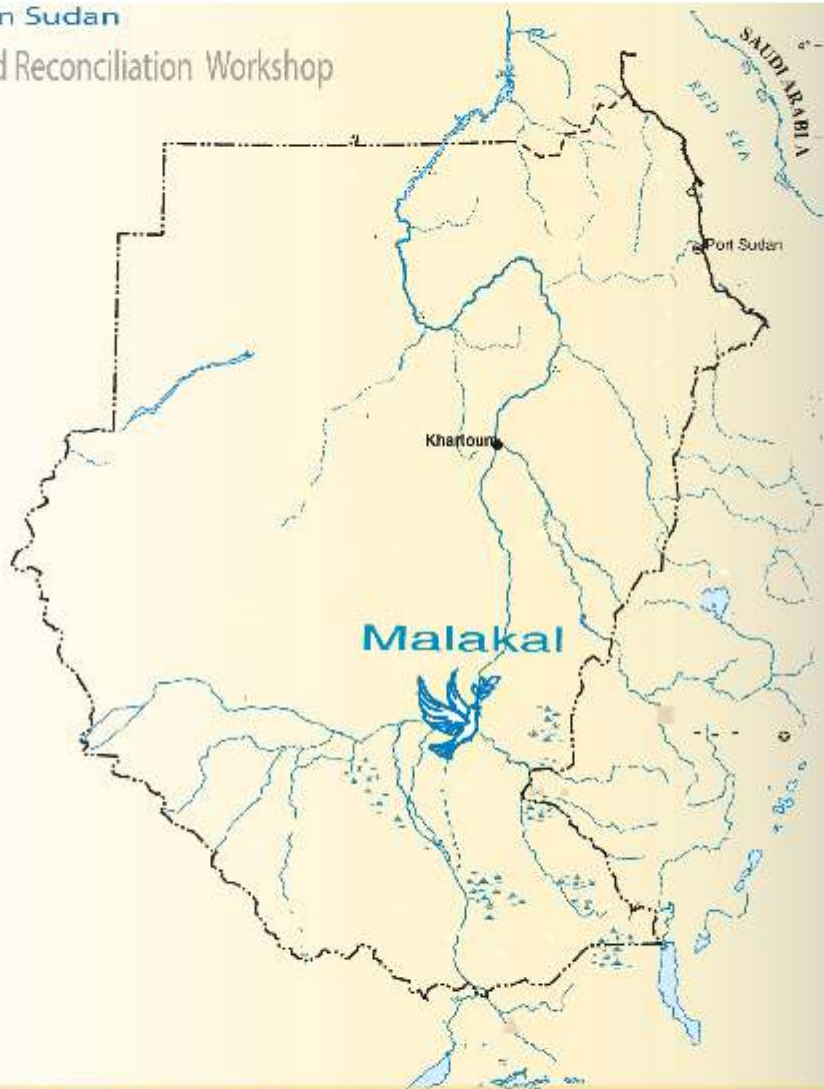 n Sudan
d Reconciliation Workshop
SAUDI ARABIA
RED SEA
Port Sudan
Khartoum
Malakal